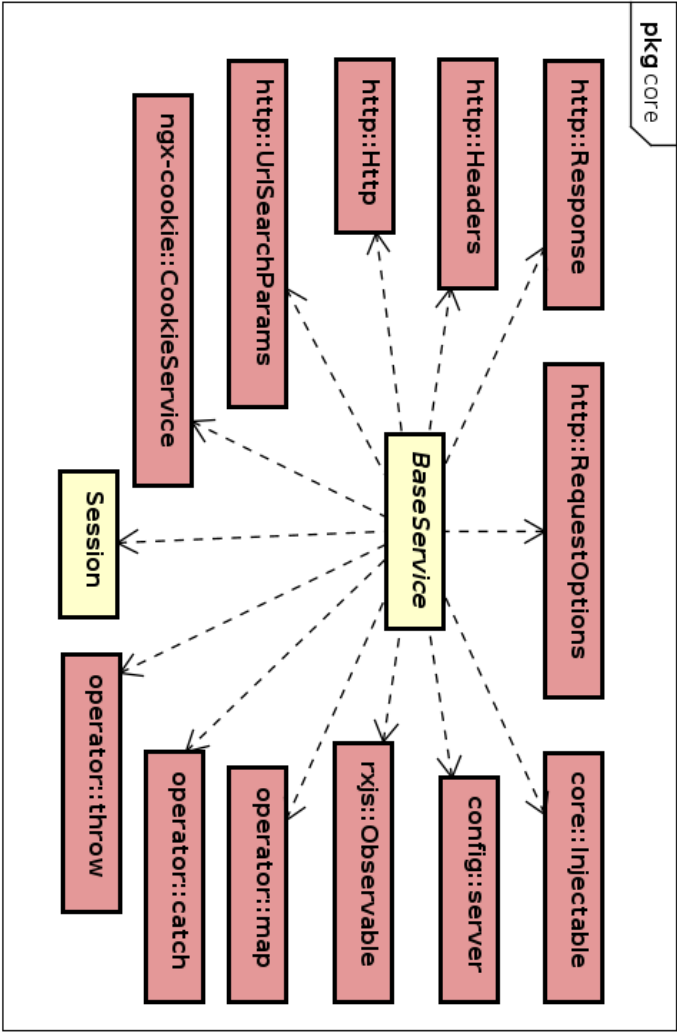 pkg core
http::Response
http::RequestOptions
core::Injectable
http::Headers
config::server
BaseService
http::Http
rxjs::Observable
http::UrlSearchParams
operator::map
ngx-cookie::CookieService
operator::catch
Session
operator::throw